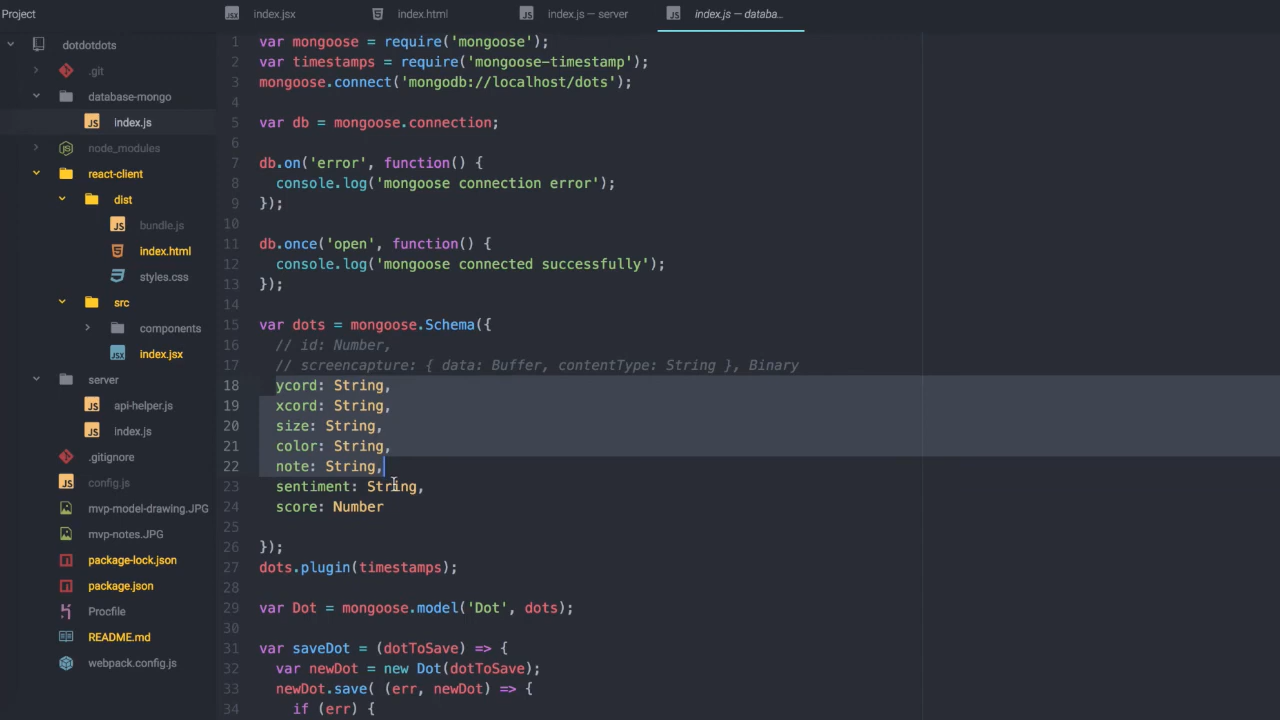 Project
index.jsx
index.html
index.js — server
index.js — databa…
dotdotdots
.git
database-mongo
index.js
node_modules
react-client
dist
bundle.js
index.html
styles.css
src
components
index.jsx
server
api-helper.js
index.js
.gitignore
config.js
mvp-model-drawing.JPG
mvp-notes.JPG
package-lock.json
package.json
Procfile
README.md
webpack.config.js
1 var mongoose = require('mongoose');
2 var timestamps = require('mongoose-timestamp');
3 mongoose.connect('mongodb://localhost/dots');
4
5 var db = mongoose.connection;
6
7 db.on('error', function() {
8 console.log('mongoose connection error');
9 });
10
11 db.once('open', function() {
12 console.log('mongoose connected successfully');
13 });
14
15 var dots = mongoose.Schema({
16 // id: Number,
17 // screencapture: { data: Buffer, contentType: String }, Binary
18 ycord: String,
19 xcord: String,
20 size: String,
21 color: String,
22 note: String,
23 sentiment: String,
24 score: Number
25
26 });
27 dots.plugin(timestamps);
28
29 var Dot = mongoose.model('Dot', dots);
30
31 var saveDot = (dotToSave) => {
32 var newDot = new Dot(dotToSave);
33 newDot.save( (err, newDot) => {
34 if (err) {